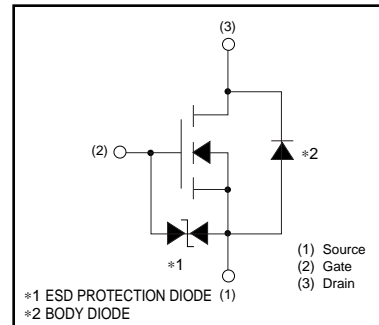 (3)
(2)
∗2
∗1
(1) Source
(2) Gate
(3) Drain
(1)
∗1 ESD PROTECTION DIODE
∗2 BODY DIODE